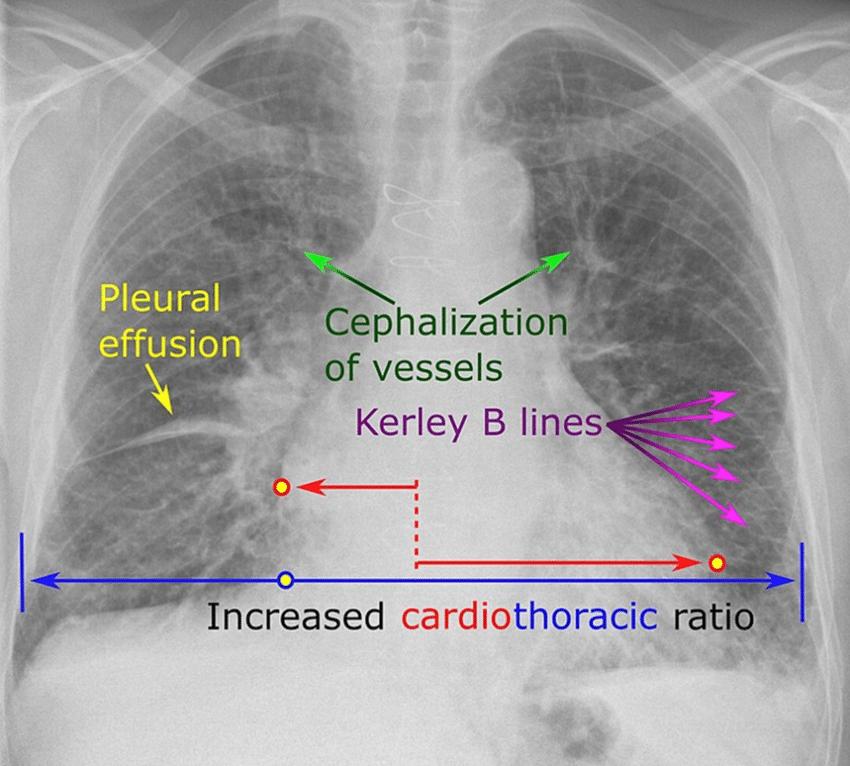 Pleural
effusion
Cephalization
of vessels
Kerley B lines
Increased cardiothoracic ratio